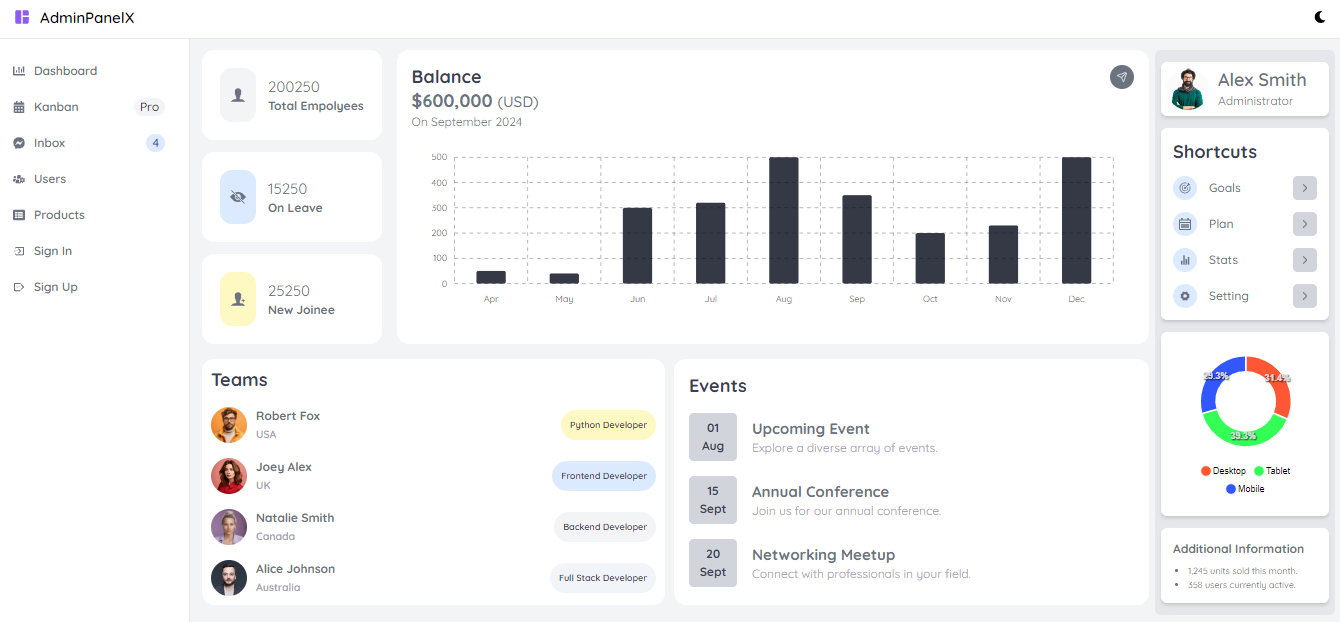 AdminPanelX
Dashboard
Kanban Pro
Inbox 4
Users
Products
Sign In
Sign Up
200250
Total Empolyees
15250
On Leave
25250
New Joinee
Balance
$600,000 (USD)
On September 2024
500
400
300
200
100
0
Apr May Jun Jul Aug Sep Oct Nov Dec
Teams
Robert Fox
USA
Python Developer
Joey Alex
UK
Frontend Developer
Natalie Smith
Canada
Backend Developer
Alice Johnson
Australia
Full Stack Developer
Events
01
Aug
Upcoming Event
Explore a diverse array of events.
15
Sept
Annual Conference
Join us for our annual conference.
20
Sept
Networking Meetup
Connect with professionals in your field.
Alex Smith
Administrator
Shortcuts
Goals
Plan
Stats
Setting
29.3% 31.4%
39.3%
Desktop Tablet
Mobile
Additional Information
1,245 units sold this month.
358 users currently active.